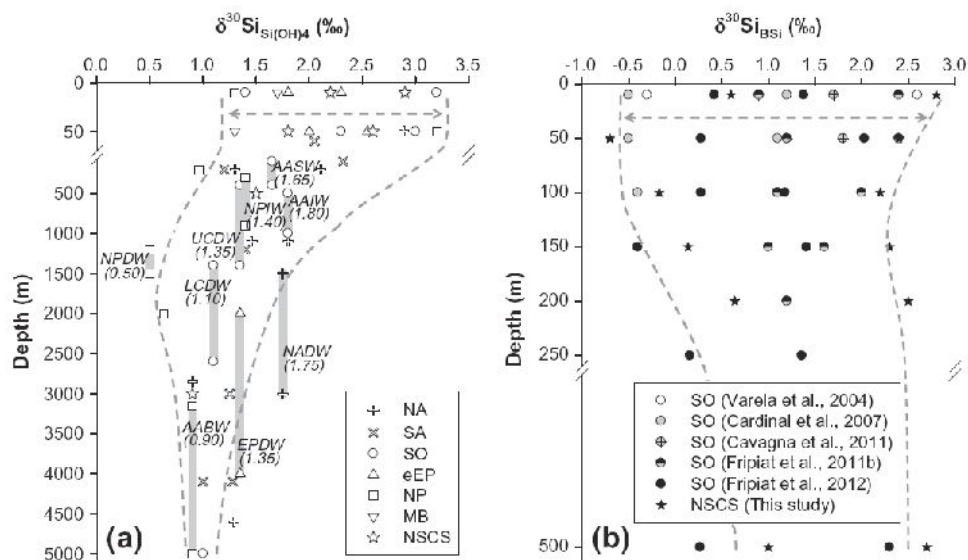 δ³⁰Si_Si(OH)4 (‰)
0.0 0.5 1.0 1.5 2.0 2.5 3.0 3.5
Depth (m)
0
50
500
1000
1500
2000
2500
3000
3500
4000
4500
5000
AASW
(1.65)
AAIW
(1.80)
NPIW
(1.40)
UCDW
(1.35)
NPDW
(0.50)
LCDW
(1.10)
NADW
(1.75)
AABW
(0.90)
EPDW
(1.35)
NA
SA
SO
eEP
NP
MB
NSCS
(a)
δ³⁰Si_BSi (‰)
-1.0 -0.5 0.0 0.5 1.0 1.5 2.0 2.5 3.0
Depth (m)
0
50
100
150
200
250
500
SO (Varela et al., 2004)
SO (Cardinal et al., 2007)
SO (Cavagna et al., 2011)
SO (Fripiat et al., 2011b)
SO (Fripiat et al., 2012)
NSCS (This study)
(b)